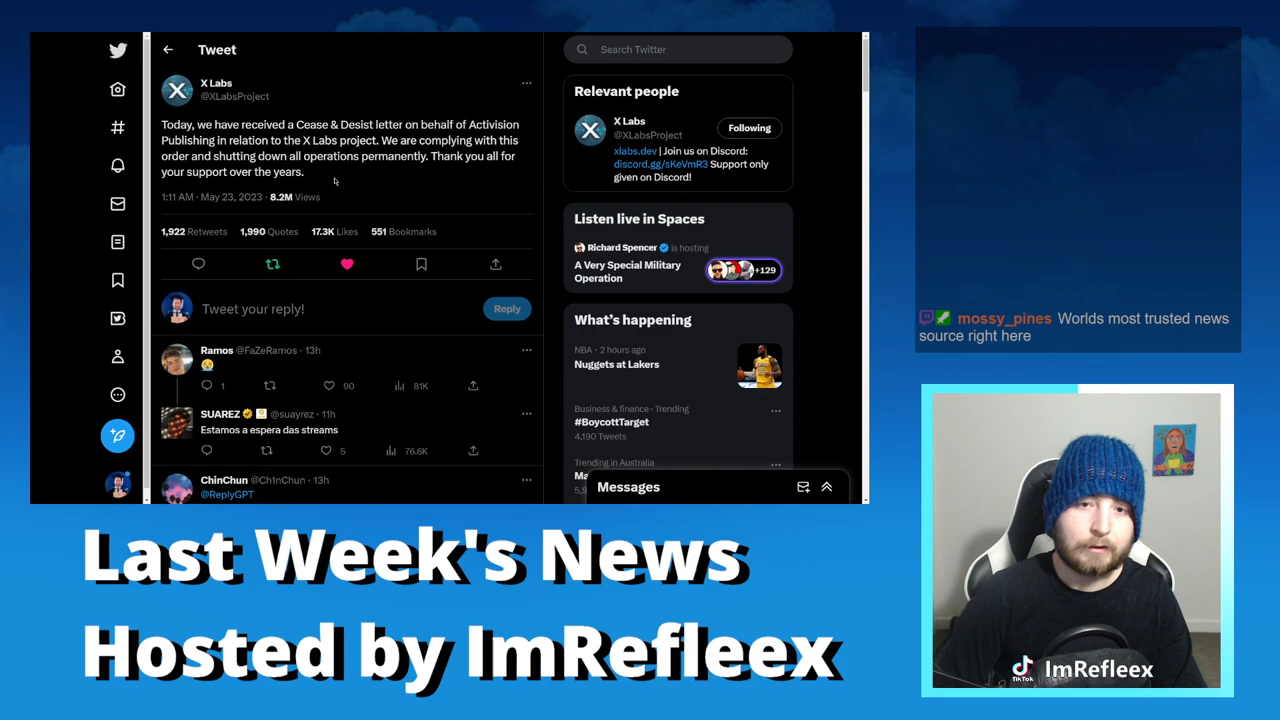 Tweet
X Labs
@XLabsProject
Today, we have received a Cease & Desist letter on behalf of Activision
Publishing in relation to the X Labs project. We are complying with this
order and shutting down all operations permanently. Thank you all for
your support over the years.
1:11 AM · May 23, 2023 · 8.2M Views
1,922 Retweets 1,990 Quotes 17.3K Likes 551 Bookmarks
Tweet your reply!
Reply
Ramos @FaZeRamos · 13h
1 90 81K
SUAREZ @suayrez · 11h
Estamos a espera das streams
5 76.6K
ChinChun @Ch1nChun · 13h
@ReplyGPT
Search Twitter
Relevant people
X Labs
@XLabsProject
Following
xlabs.dev | Join us on Discord:
discord.gg/sKeVmR3 Support only
given on Discord!
Listen live in Spaces
Richard Spencer is hosting
A Very Special Military
Operation
+129
What's happening
NBA · 2 hours ago
Nuggets at Lakers
Business & finance · Trending
#BoycottTarget
4,190 Tweets
Trending in Australia
Messages
mossy_pines Worlds most trusted news
source right here
TikTok
ImRefleex
Last Week's News
Hosted by ImRefleex